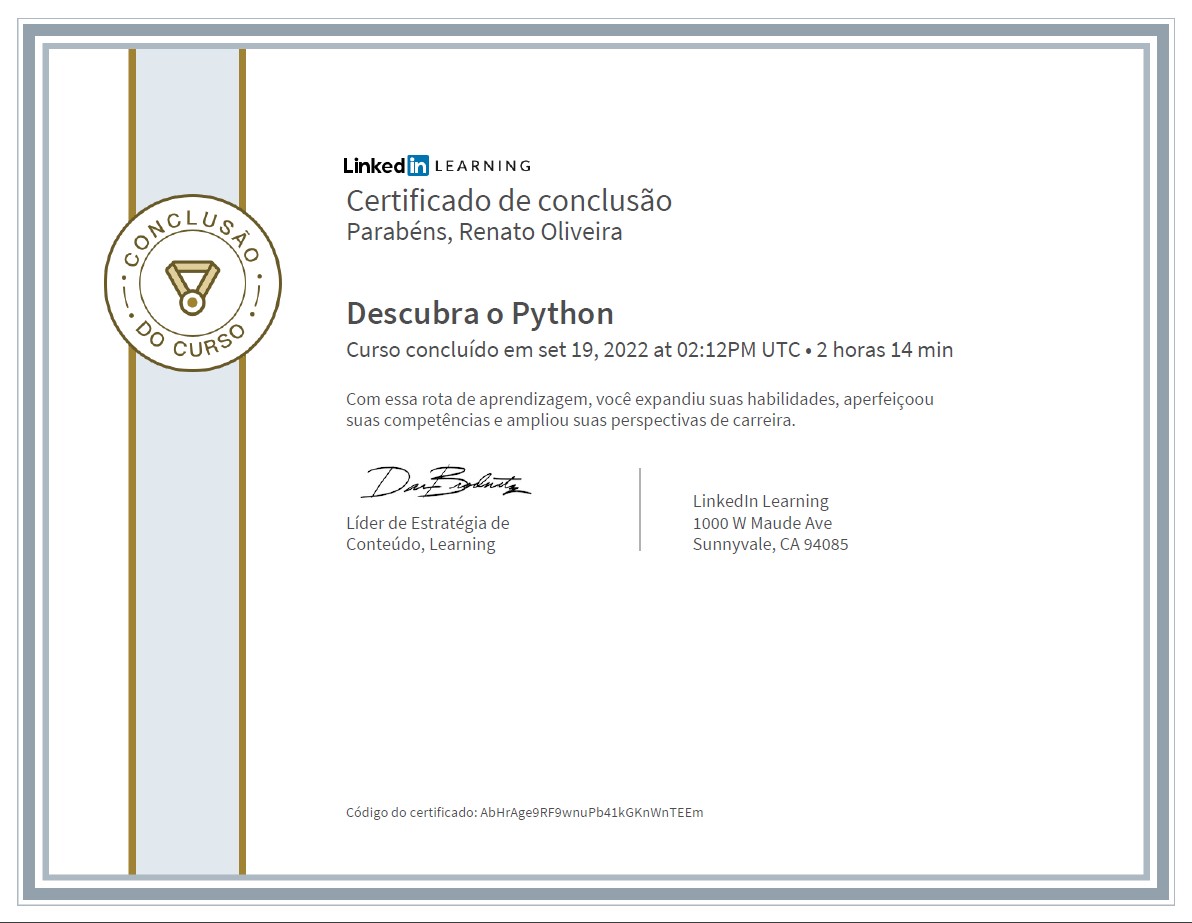 LinkedIn LEARNING
Certificado de conclusão
Parabéns, Renato Oliveira
CONCLUSÃO
DO CURSO
Descubra o Python
Curso concluído em set 19, 2022 at 02:12PM UTC • 2 horas 14 min
Com essa rota de aprendizagem, você expandiu suas habilidades, aperfeiçoou
suas competências e ampliou suas perspectivas de carreira.
Líder de Estratégia de
Conteúdo, Learning
LinkedIn Learning
1000 W Maude Ave
Sunnyvale, CA 94085
Código do certificado: AbHrAge9RF9wnuPb41kGKnWnTEEm